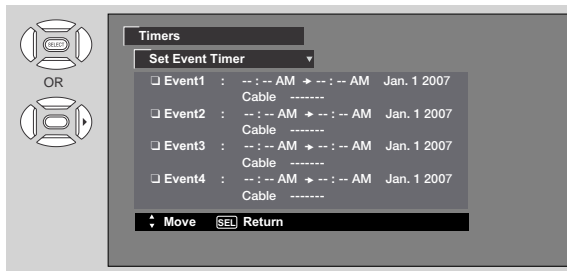 SELECT
OR
Timers
Set Event Timer ▼
❏ Event1 : -- : -- AM ➔ -- : -- AM Jan. 1 2007
Cable -------
❏ Event2 : -- : -- AM ➔ -- : -- AM Jan. 1 2007
Cable -------
❏ Event3 : -- : -- AM ➔ -- : -- AM Jan. 1 2007
Cable -------
❏ Event4 : -- : -- AM ➔ -- : -- AM Jan. 1 2007
Cable -------
Move SEL Return